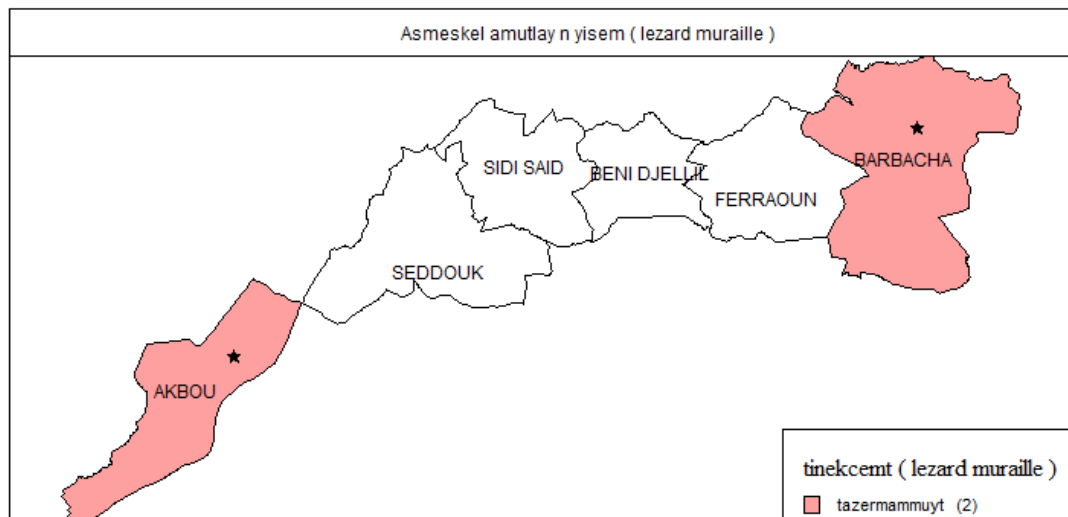 Asmeskel amutlay n yisem ( lezard muraille )
BARBACHA
SIDI SAID
BENI DJELLIL
FERRAOUN
SEDDOUK
AKBOU
tinekcemt ( lezard muraille )
tazermammuyt (2)